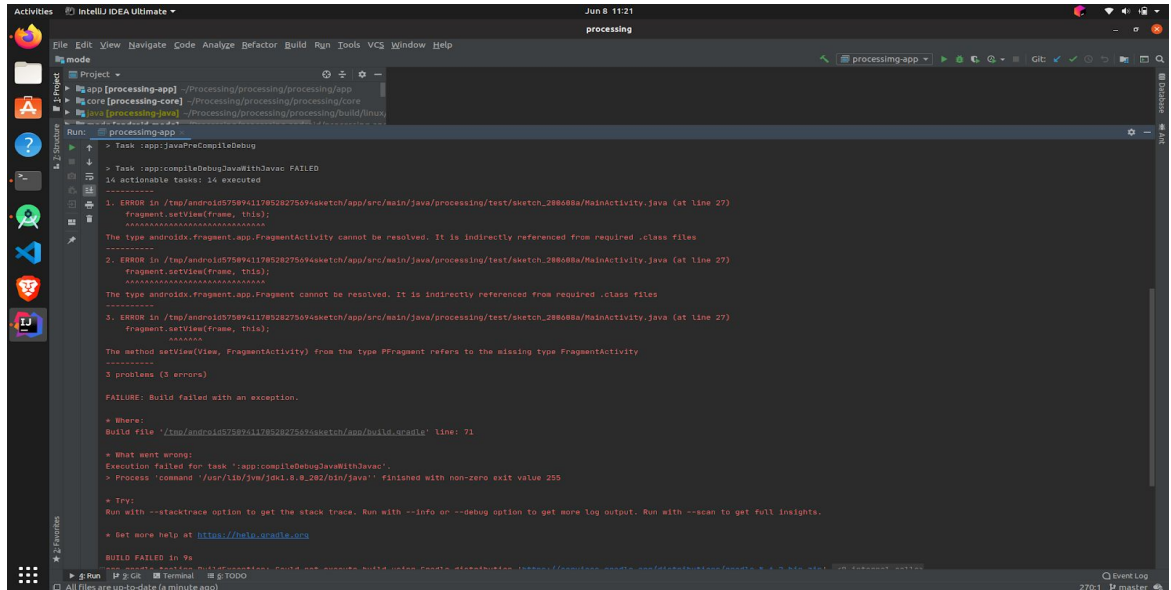 Activities IntelliJ IDEA Ultimate Jun 8 11:21
processing
File Edit View Navigate Code Analyze Refactor Build Run Tools VCS Window Help
mode processimg-app Git:
1: Project Project
app [processing-app] ~/Processing/processing/processing/app
core [processing-core] ~/Processing/processing/processing/core
java [processing-java] ~/Processing/processing/processing/build/linux/
Database
Ant
Z: Structure
Run: processimg-app
> Task :app:javaPreCompileDebug
> Task :app:compileDebugJavaWithJavac FAILED
14 actionable tasks: 14 executed
----------
1. ERROR in /tmp/android5750941170520275694sketch/app/src/main/java/processing/test/sketch_200608a/MainActivity.java (at line 27)
fragment.setView(frame, this);
^^^^^^^^^^^^^^^^^^^^^^^^^^^^^
The type androidx.fragment.app.FragmentActivity cannot be resolved. It is indirectly referenced from required .class files
----------
2. ERROR in /tmp/android5750941170520275694sketch/app/src/main/java/processing/test/sketch_200608a/MainActivity.java (at line 27)
fragment.setView(frame, this);
^^^^^^^^^^^^^^^^^^^^^^^^^^^^^
The type androidx.fragment.app.Fragment cannot be resolved. It is indirectly referenced from required .class files
----------
3. ERROR in /tmp/android5750941170520275694sketch/app/src/main/java/processing/test/sketch_200608a/MainActivity.java (at line 27)
fragment.setView(frame, this);
^^^^^^^
The method setView(View, FragmentActivity) from the type PFragment refers to the missing type FragmentActivity
----------
3 problems (3 errors)
FAILURE: Build failed with an exception.
* Where:
Build file '/tmp/android5750941170520275694sketch/app/build.gradle' line: 71
* What went wrong:
Execution failed for task ':app:compileDebugJavaWithJavac'.
> Process 'command '/usr/lib/jvm/jdk1.8.0_202/bin/java'' finished with non-zero exit value 255
* Try:
Run with --stacktrace option to get the stack trace. Run with --info or --debug option to get more log output. Run with --scan to get full insights.
* Get more help at https://help.gradle.org
BUILD FAILED in 9s
2: Favorites
4: Run 9: Git Terminal 6: TODO Event Log
All files are up-to-date (a minute ago) 270:1 master